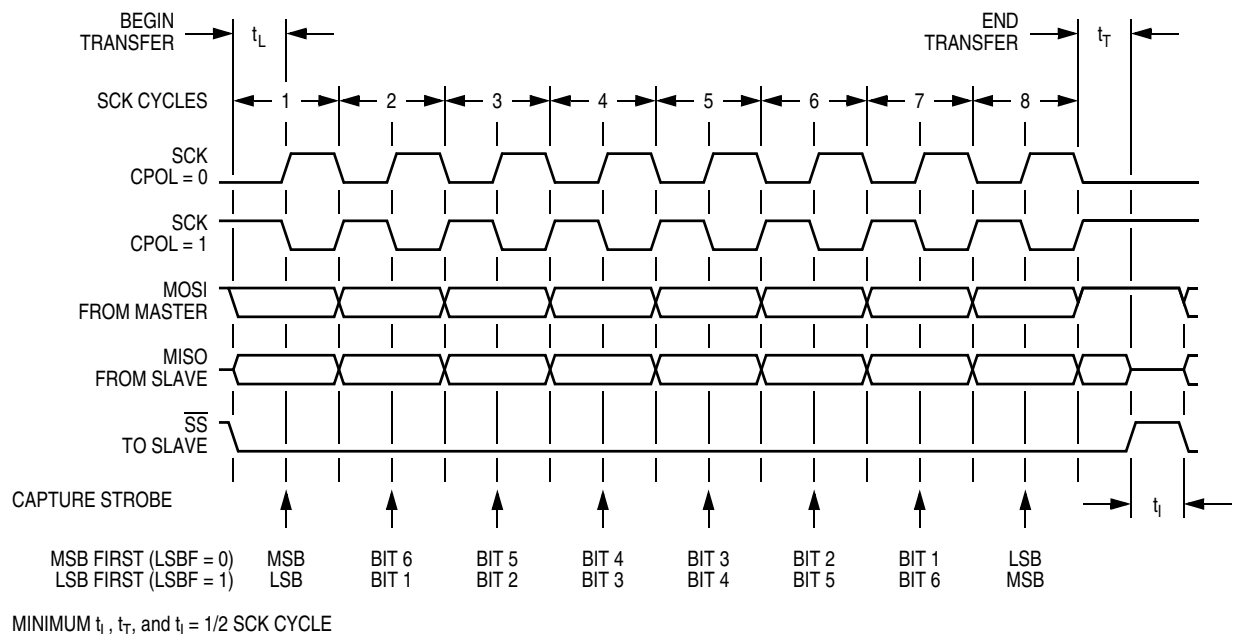 BEGIN TRANSFER
t_L
END TRANSFER
t_T
SCK CYCLES 1 2 3 4 5 6 7 8
SCK
CPOL = 0
SCK
CPOL = 1
MOSI
FROM MASTER
MISO
FROM SLAVE
SS
TO SLAVE
CAPTURE STROBE
t_I
MSB FIRST (LSBF = 0) MSB BIT 6 BIT 5 BIT 4 BIT 3 BIT 2 BIT 1 LSB
LSB FIRST (LSBF = 1) LSB BIT 1 BIT 2 BIT 3 BIT 4 BIT 5 BIT 6 MSB
MINIMUM t_L, t_T, and t_I = 1/2 SCK CYCLE